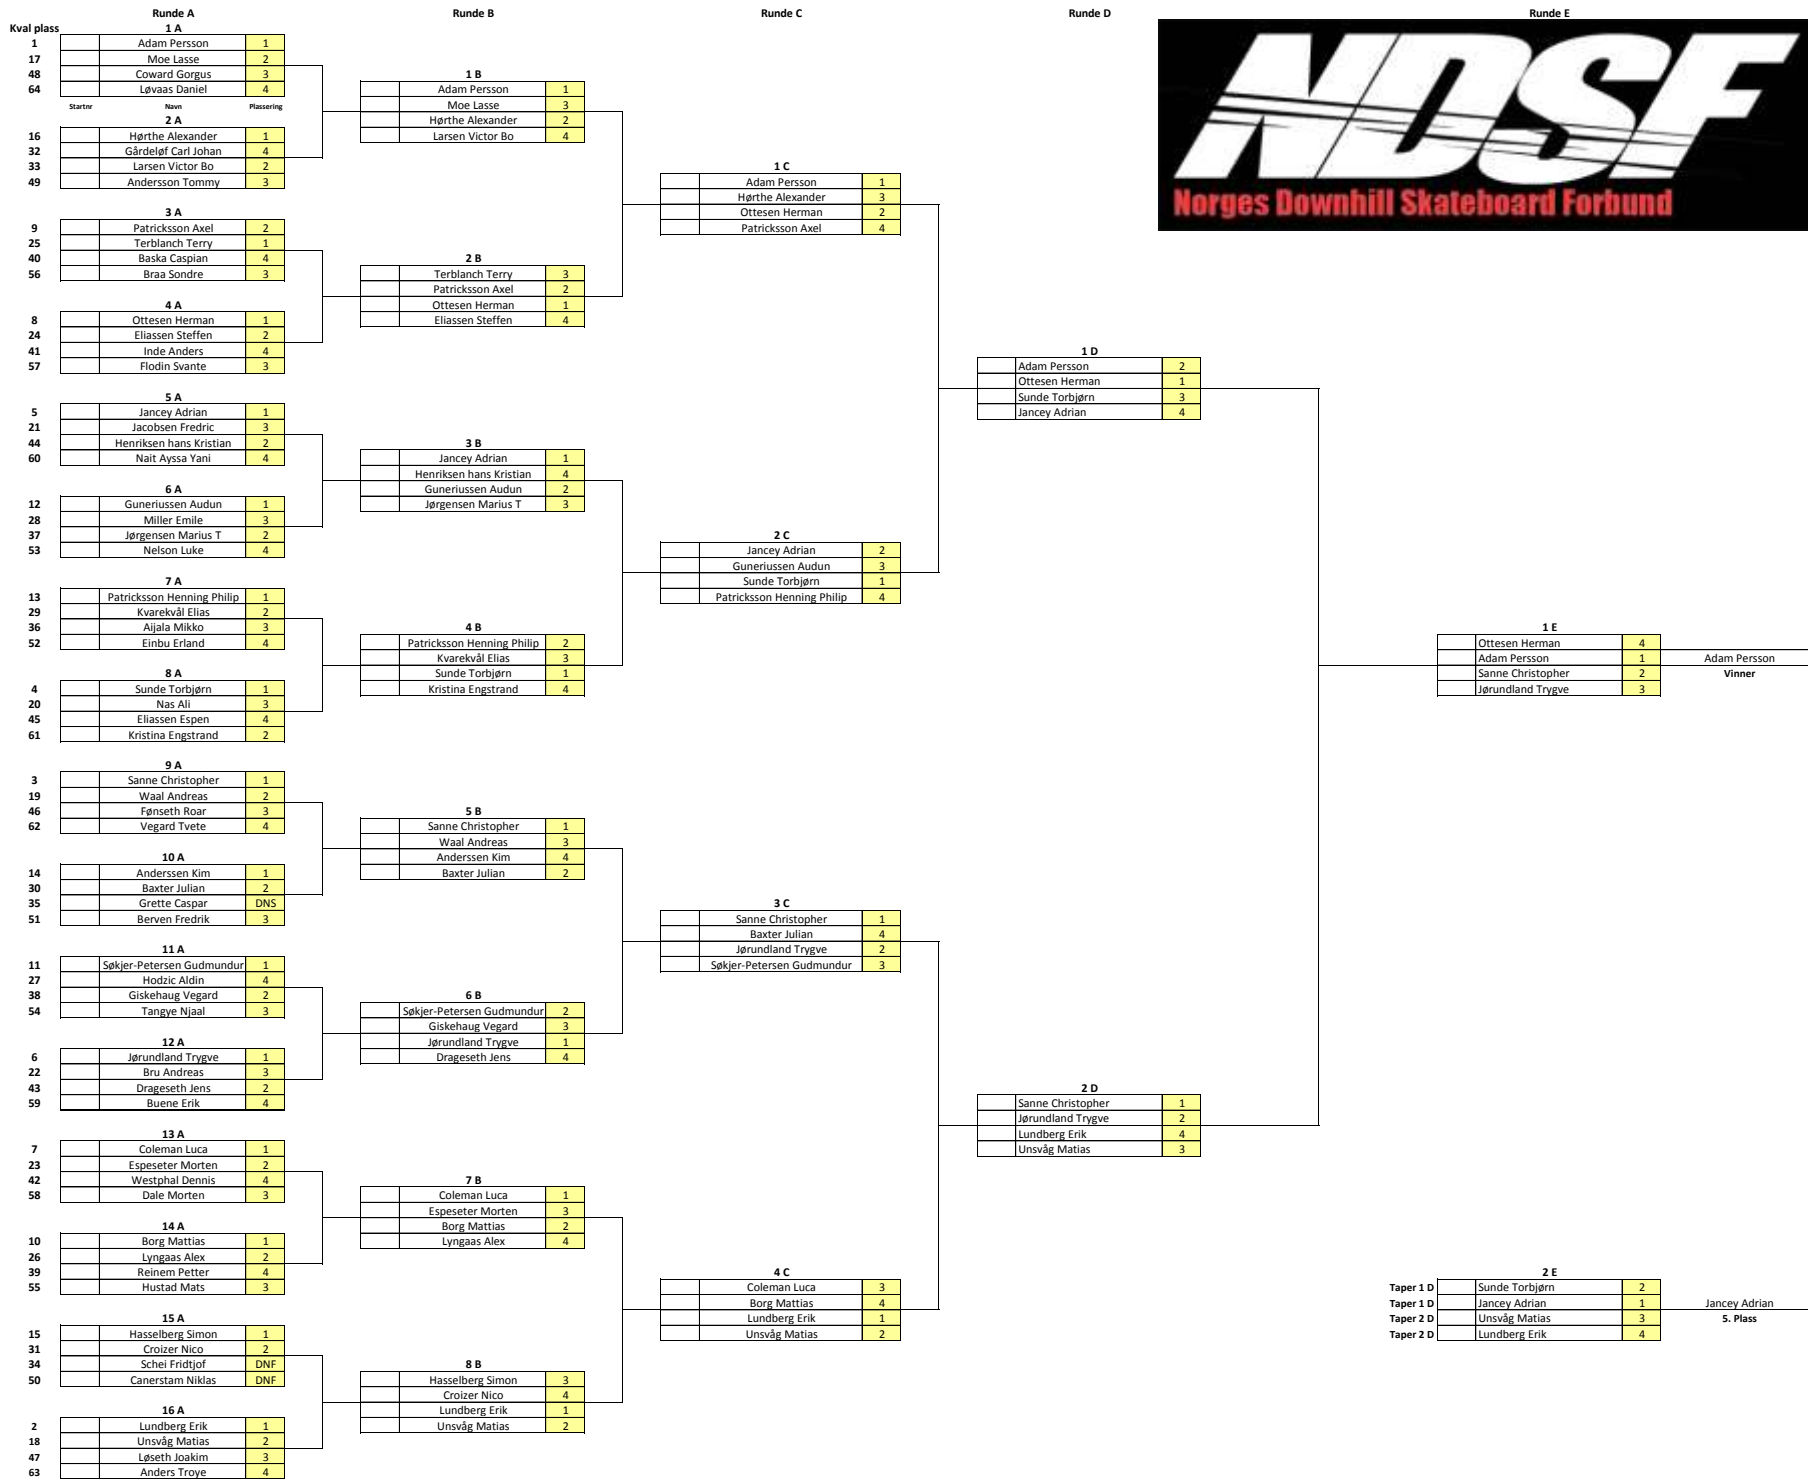 Runde A
Runde B
Runde C
Runde D
Runde E
Kval plass
1 A
1 Adam Persson 1
17 Moe Lasse 2
48 Coward Gorgus 3
64 Løvaas Daniel 4
Startnr Navn Plassering
2 A
16 Hørthe Alexander 1
32 Gårdeløf Carl Johan 4
33 Larsen Victor Bo 2
49 Andersson Tommy 3
3 A
9 Patricksson Axel 2
25 Terblanch Terry 1
40 Baska Caspian 4
56 Braa Sondre 3
4 A
8 Ottesen Herman 1
24 Eliassen Steffen 2
41 Inde Anders 4
57 Flodin Svante 3
5 A
5 Jancey Adrian 1
21 Jacobsen Fredric 3
44 Henriksen hans Kristian 2
60 Nait Ayssa Yani 4
6 A
12 Guneriussen Audun 1
28 Miller Emile 3
37 Jørgensen Marius T 2
53 Nelson Luke 4
7 A
13 Patricksson Henning Philip 1
29 Kvarekvål Elias 2
36 Aijala Mikko 3
52 Einbu Erland 4
8 A
4 Sunde Torbjørn 1
20 Nas Ali 3
45 Eliassen Espen 4
61 Kristina Engstrand 2
9 A
3 Sanne Christopher 1
19 Waal Andreas 2
46 Fønseth Roar 3
62 Vegard Tvete 4
10 A
14 Anderssen Kim 1
30 Baxter Julian 2
35 Grette Caspar DNS
51 Berven Fredrik 3
11 A
11 Søkjer-Petersen Gudmundur 1
27 Hodzic Aldin 4
38 Giskehaug Vegard 2
54 Tangye Njaal 3
12 A
6 Jørundland Trygve 1
22 Bru Andreas 3
43 Drageseth Jens 2
59 Buene Erik 4
13 A
7 Coleman Luca 1
23 Espeseter Morten 2
42 Westphal Dennis 4
58 Dale Morten 3
14 A
10 Borg Mattias 1
26 Lyngaas Alex 2
39 Reinem Petter 4
55 Hustad Mats 3
15 A
15 Hasselberg Simon 1
31 Croizer Nico 2
34 Schei Fridtjof DNF
50 Canerstam Niklas DNF
16 A
2 Lundberg Erik 1
18 Unsvåg Matias 2
47 Løseth Joakim 3
63 Anders Troye 4
1 B
Adam Persson 1
Moe Lasse 3
Hørthe Alexander 2
Larsen Victor Bo 4
2 B
Terblanch Terry 3
Patricksson Axel 2
Ottesen Herman 1
Eliassen Steffen 4
3 B
Jancey Adrian 1
Henriksen hans Kristian 4
Guneriussen Audun 2
Jørgensen Marius T 3
4 B
Patricksson Henning Philip 2
Kvarekvål Elias 3
Sunde Torbjørn 1
Kristina Engstrand 4
5 B
Sanne Christopher 1
Waal Andreas 3
Anderssen Kim 4
Baxter Julian 2
6 B
Søkjer-Petersen Gudmundur 2
Giskehaug Vegard 3
Jørundland Trygve 1
Drageseth Jens 4
7 B
Coleman Luca 1
Espeseter Morten 3
Borg Mattias 2
Lyngaas Alex 4
8 B
Hasselberg Simon 3
Croizer Nico 4
Lundberg Erik 1
Unsvåg Matias 2
1 C
Adam Persson 1
Hørthe Alexander 3
Ottesen Herman 2
Patricksson Axel 4
2 C
Jancey Adrian 2
Guneriussen Audun 3
Sunde Torbjørn 1
Patricksson Henning Philip 4
3 C
Sanne Christopher 1
Baxter Julian 4
Jørundland Trygve 2
Søkjer-Petersen Gudmundur 3
4 C
Coleman Luca 3
Borg Mattias 4
Lundberg Erik 1
Unsvåg Matias 2
1 D
Adam Persson 2
Ottesen Herman 1
Sunde Torbjørn 3
Jancey Adrian 4
2 D
Sanne Christopher 1
Jørundland Trygve 2
Lundberg Erik 4
Unsvåg Matias 3
NDSF
Norges Downhill Skateboard Forbund
1 E
Ottesen Herman 4
Adam Persson 1 Adam Persson
Sanne Christopher 2 Vinner
Jørundland Trygve 3
2 E
Taper 1 D Sunde Torbjørn 2
Taper 1 D Jancey Adrian 1 Jancey Adrian
Taper 2 D Unsvåg Matias 3 5. Plass
Taper 2 D Lundberg Erik 4